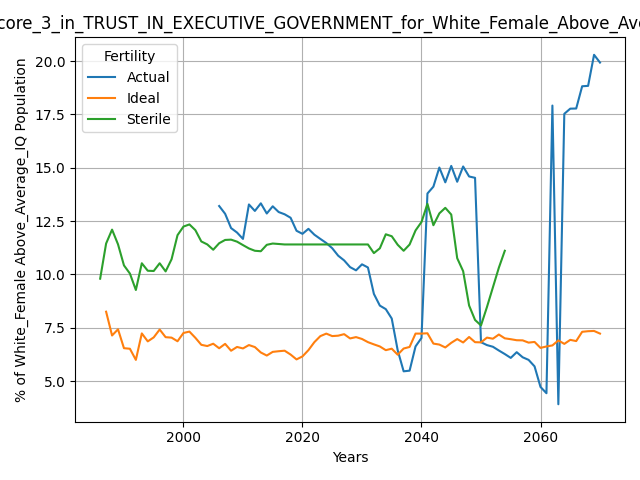 core_3_in_TRUST_IN_EXECUTIVE_GOVERNMENT_for_White_Female_Above_Ave
Fertility
Actual
Ideal
Sterile
% of White_Female Above_Average_IQ Population
20.0
17.5
15.0
12.5
10.0
7.5
5.0
2000
2020
2040
2060
Years